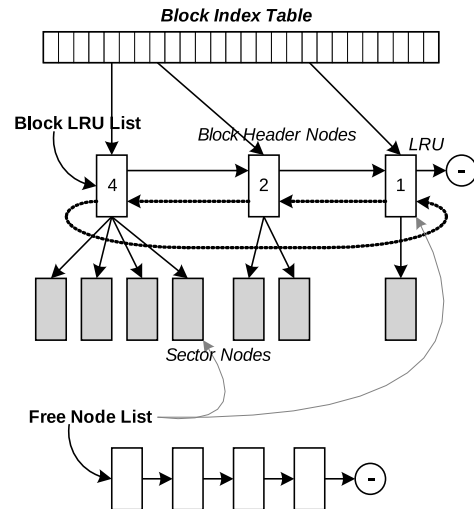 Block Index Table
Block LRU List
Block Header Nodes
LRU
4
2
1
-
Sector Nodes
Free Node List
-